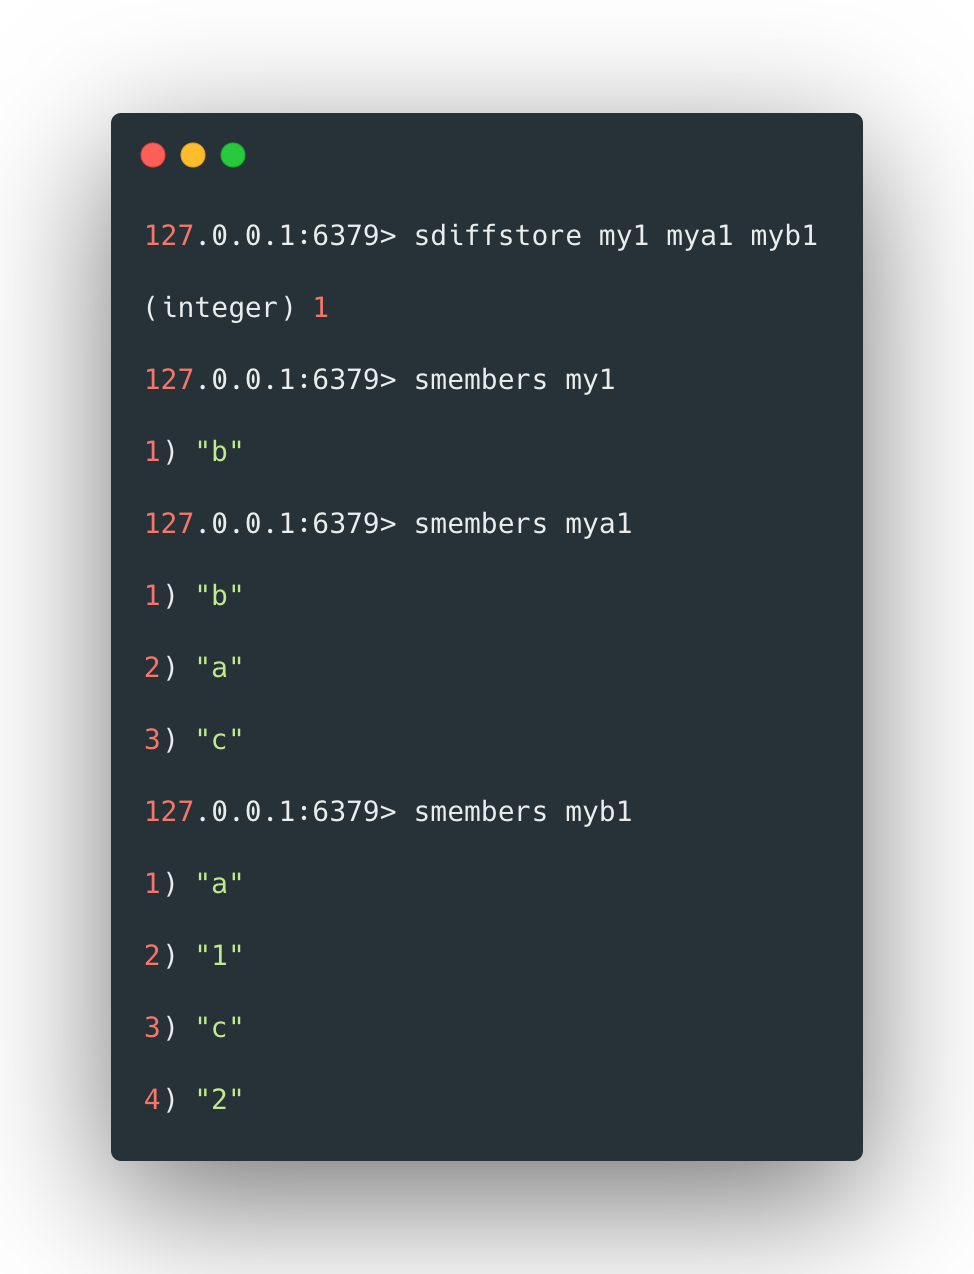 127.0.0.1:6379> sdiffstore my1 mya1 myb1
(integer) 1
127.0.0.1:6379> smembers my1
1) "b"
127.0.0.1:6379> smembers mya1
1) "b"
2) "a"
3) "c"
127.0.0.1:6379> smembers myb1
1) "a"
2) "1"
3) "c"
4) "2"